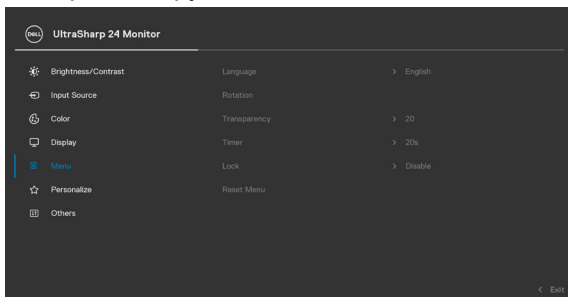 DELL UltraSharp 24 Monitor
Brightness/Contrast Language > English
Input Source Rotation
Color Transparency > 20
Display Timer > 20s
Menu Lock > Disable
Personalize Reset Menu
Others
< Exit